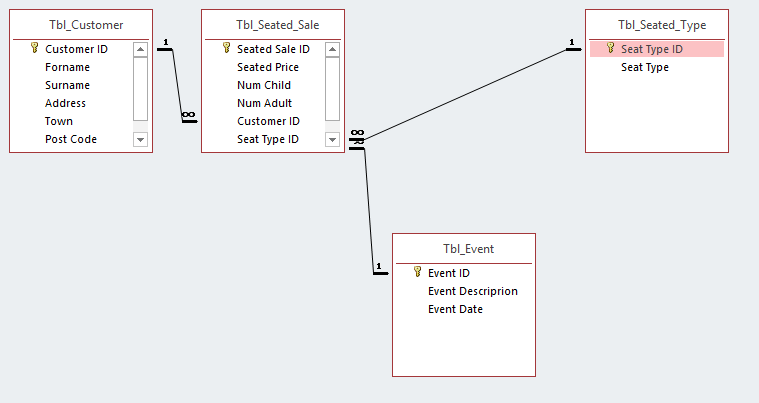 Tbl_Customer
Customer ID
Forname
Surname
Address
Town
Post Code
1
∞
Tbl_Seated_Sale
Seated Sale ID
Seated Price
Num Child
Num Adult
Customer ID
Seat Type ID
∞
1
Tbl_Seated_Type
Seat Type ID
Seat Type
1
Tbl_Event
Event ID
Event Descriprion
Event Date